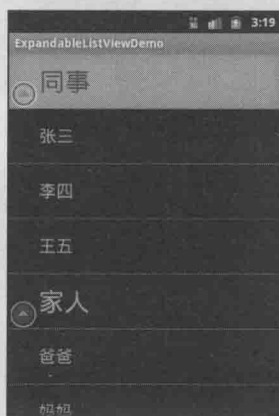 3:19
ExpandableListViewDemo
同事
张三
李四
王五
家人
爸爸
妈妈